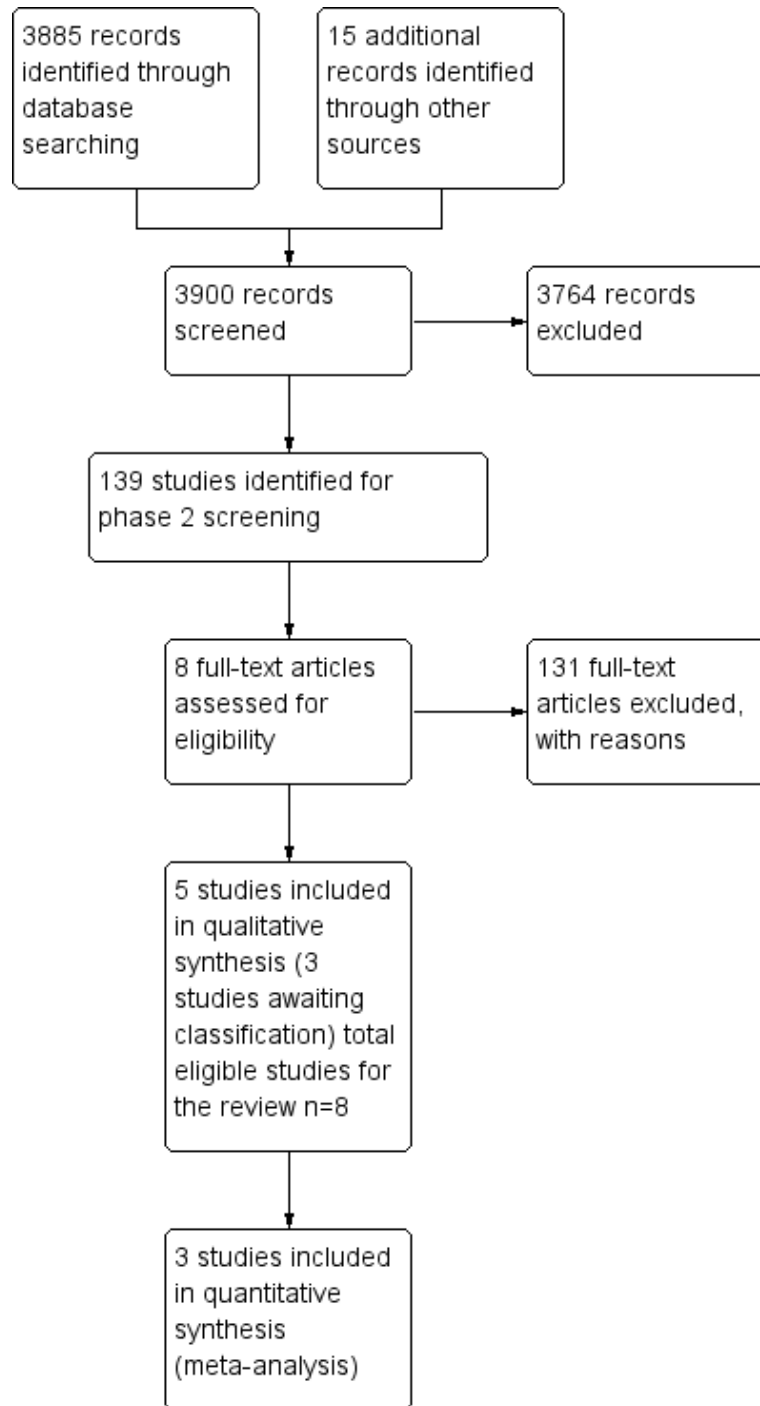 3885 records
identified through
database
searching
15 additional
records identified
through other
sources
3900 records
screened
3764 records
excluded
139 studies identified for
phase 2 screening
8 full-text articles
assessed for
eligibility
131 full-text
articles excluded,
with reasons
5 studies included
in qualitative
synthesis (3
studies awaiting
classification) total
eligible studies for
the review n=8
3 studies included
in quantitative
synthesis
(meta-analysis)